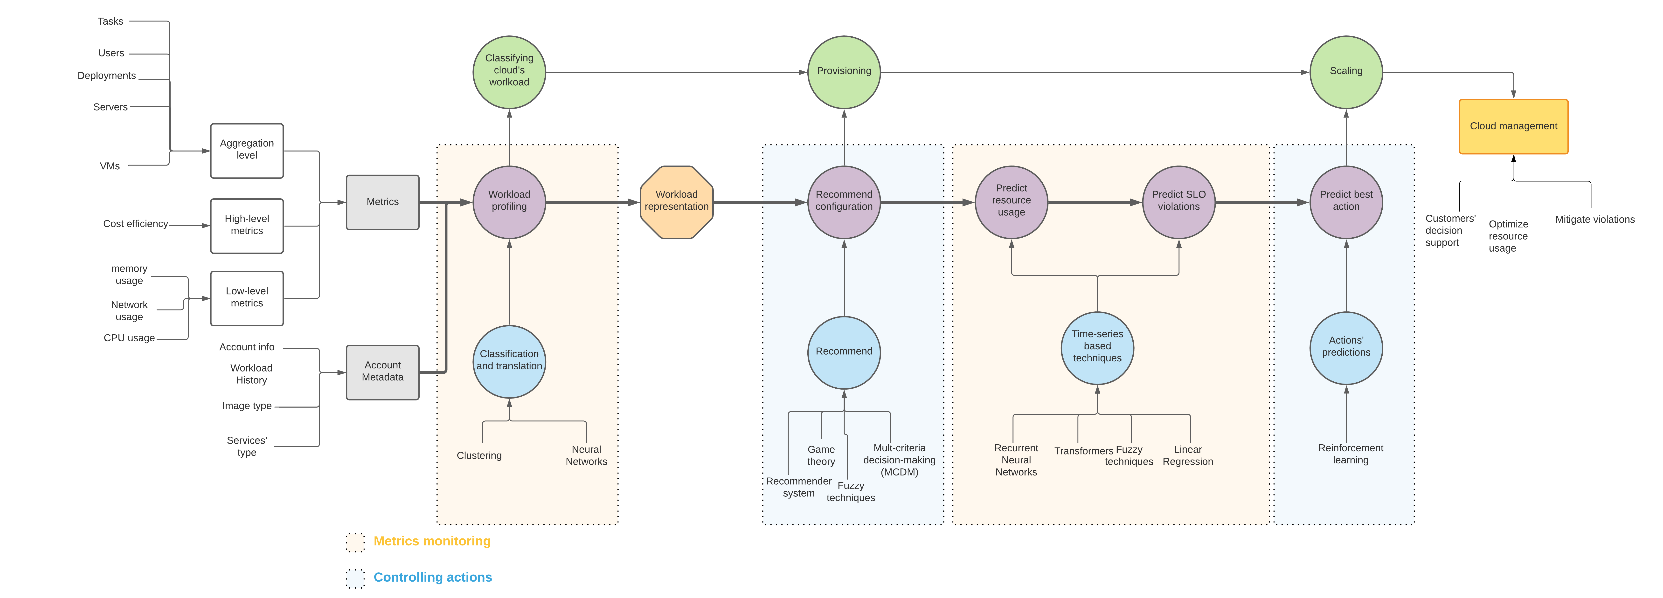 Tasks
Users
Deployments
Servers
VMs
Aggregation
level
Cost efficiency
High-level
metrics
memory
usage
Network
usage
CPU usage
Low-level
metrics
Account info
Workload
History
Image type
Services'
type
Metrics
Account
Metadata
Classifying
cloud's
worlkoad
Workload
profiling
Classification
and translation
Clustering
Neural
Networks
Workload
representation
Provisioning
Recommend
configuration
Recommend
Recommender
system
Game
theory
Fuzzy
techniques
Mult-criteria
decision-making
(MCDM)
Predict
resource
usage
Predict SLO
violations
Time-series
based
techniques
Recurrent
Neural
Networks
Transformers
Fuzzy
techniques
Linear
Regression
Scaling
Predict best
action
Actions'
predictions
Reinforcement
learning
Cloud management
Customers'
decision
support
Optimize
resource
usage
Mitigate violations
Metrics monitoring
Controlling actions